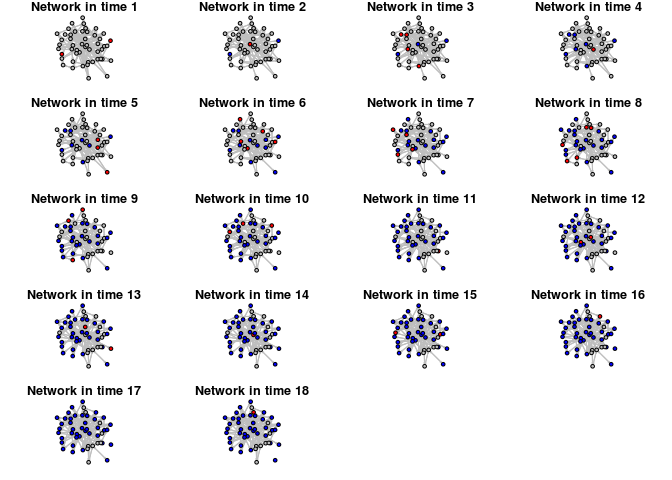 Network in time 1
Network in time 2
Network in time 3
Network in time 4
Network in time 5
Network in time 6
Network in time 7
Network in time 8
Network in time 9
Network in time 10
Network in time 11
Network in time 12
Network in time 13
Network in time 14
Network in time 15
Network in time 16
Network in time 17
Network in time 18